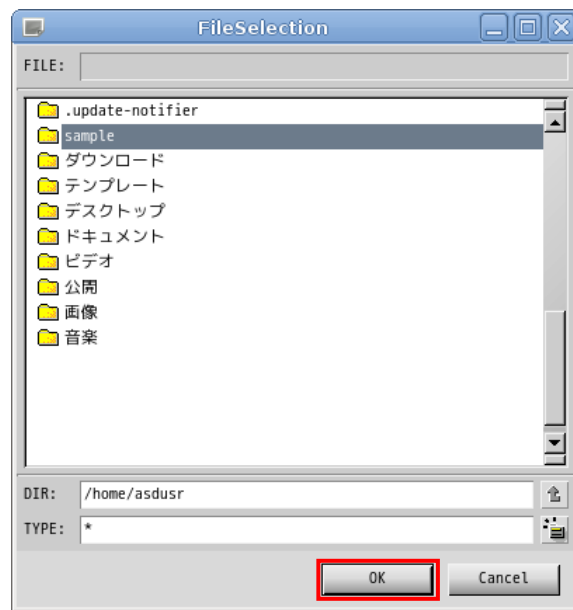 FileSelection
FILE:
.update-notifier
sample
ダウンロード
テンプレート
デスクトップ
ドキュメント
ビデオ
公開
画像
音楽
DIR: /home/asdusr
TYPE: *
OK Cancel